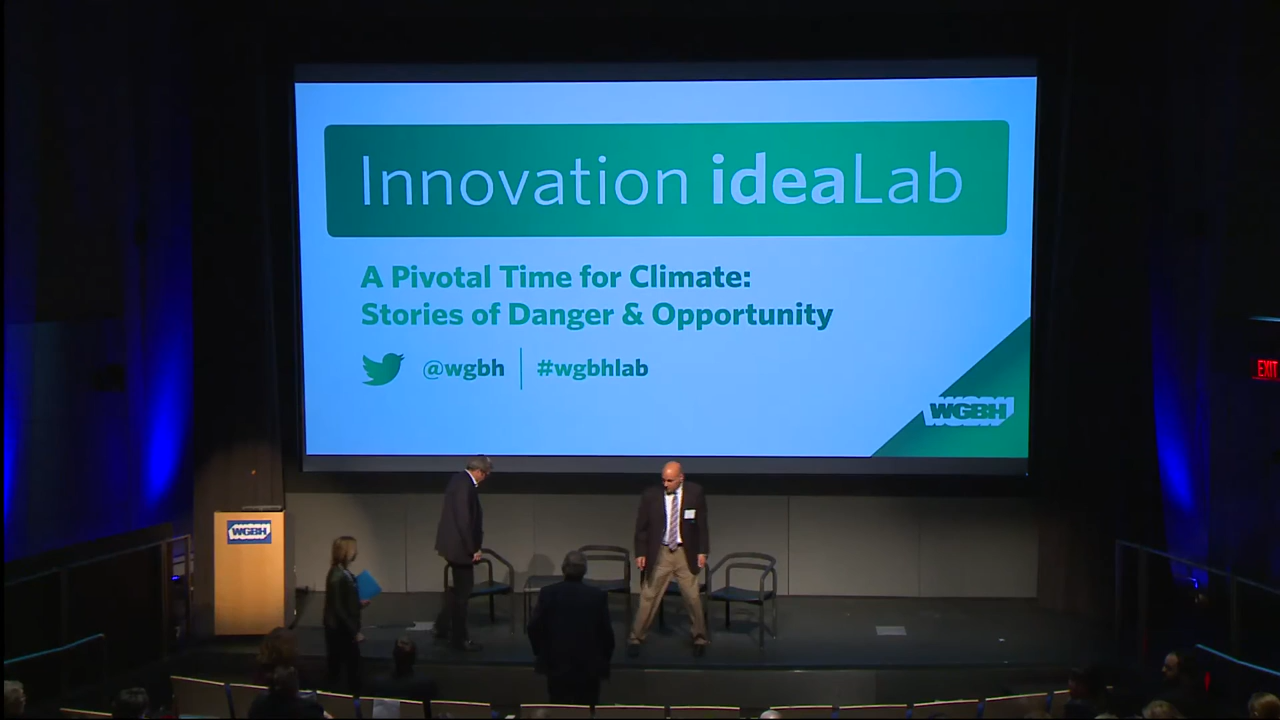 Innovation ideaLab
A Pivotal Time for Climate:
Stories of Danger & Opportunity
@wgbh #wgbhlab
WGBH
EXIT
WGBH